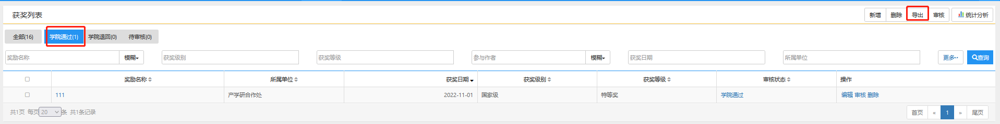 获奖列表 新增 删除 导出 审核 统计分析
全部(16) 学院通过(1) 学院退回(0) 待审核(0)
奖励名称 模糊 获奖级别 获奖等级 参与作者 模糊 获奖日期 所属单位 更多 查询
奖励名称 所属单位 获奖日期 获奖级别 获奖等级 审核状态 操作
111 产学研合作处 2022-11-01 国家级 特等奖 学院通过 编辑 审核 删除
共1页 每页 20 条 共1条记录 首页 « 1 » 尾页